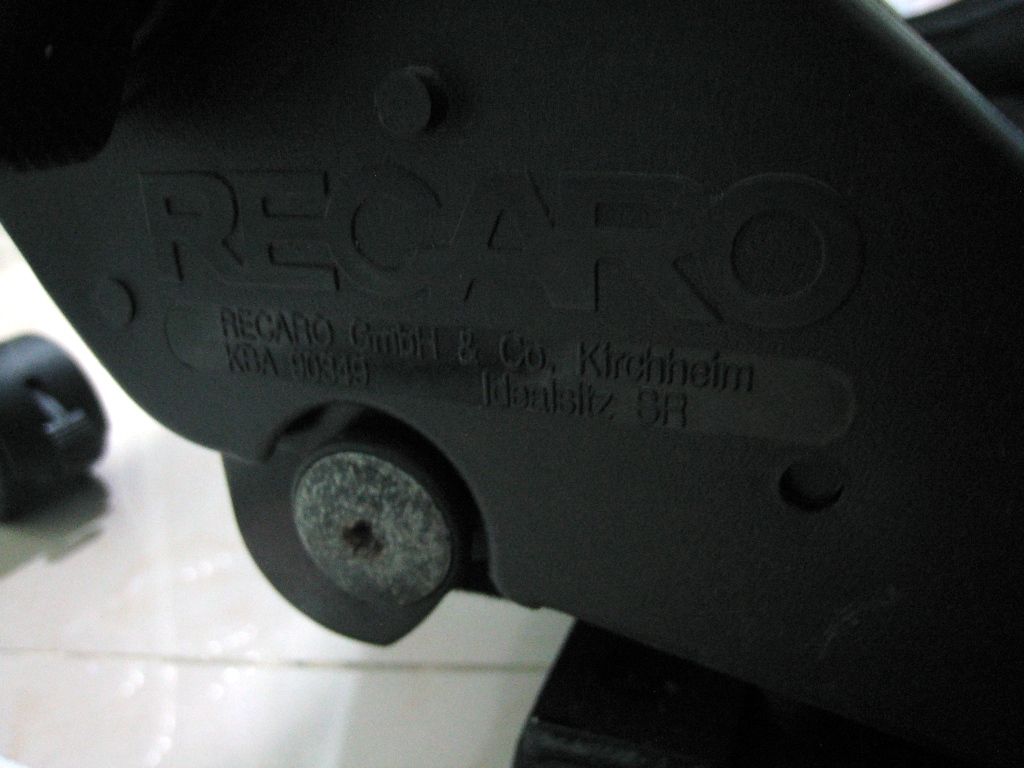 RECARO
RECARO GmbH & Co. Kirchheim
KBA 90349
Idealsitz SR